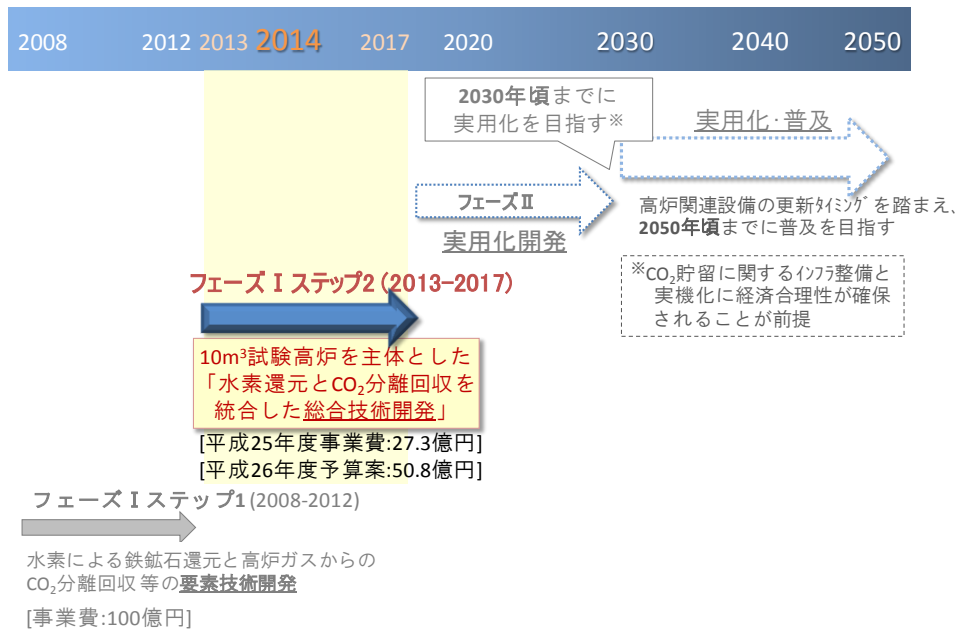 2008 2012 2013 2014 2017 2020 2030 2040 2050
2030年頃までに
実用化を目指す※
実用化･普及
フェーズⅡ
実用化開発
高炉関連設備の更新ﾀｲﾐﾝｸﾞを踏まえ、
2050年頃までに普及を目指す
※CO₂貯留に関するｲﾝﾌﾗ整備と
実機化に経済合理性が確保
されることが前提
フェーズⅠステップ2 (2013-2017)
10m³試験高炉を主体とした
「水素還元とCO₂分離回収を
統合した総合技術開発」
[平成25年度事業費:27.3億円]
[平成26年度予算案:50.8億円]
フェーズⅠステップ1 (2008-2012)
水素による鉄鉱石還元と高炉ガスからの
CO₂分離回収 等の要素技術開発
[事業費:100億円]